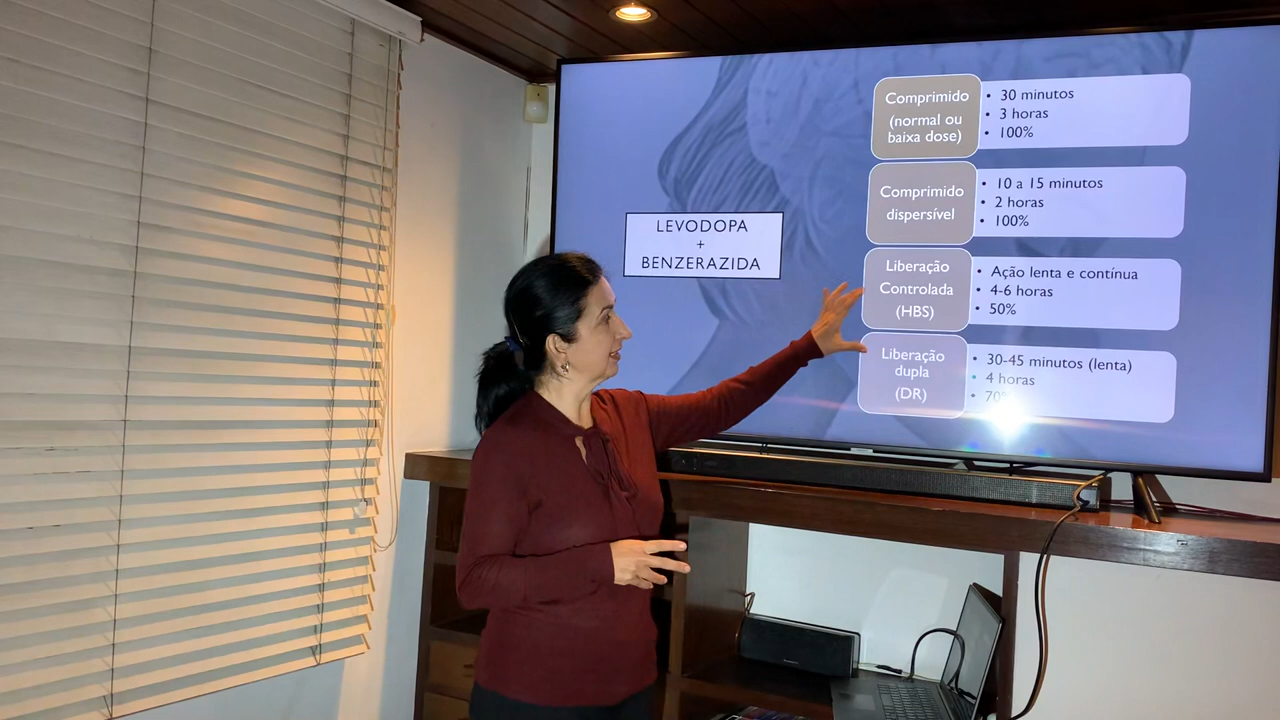 LEVODOPA
+
BENZERAZIDA
Comprimido
(normal ou
baixa dose)
• 30 minutos
• 3 horas
• 100%
Comprimido
dispersível
• 10 a 15 minutos
• 2 horas
• 100%
Liberação
Controlada
(HBS)
• Ação lenta e contínua
• 4-6 horas
• 50%
Liberação
dupla
(DR)
• 30-45 minutos (lenta)
• 4 horas